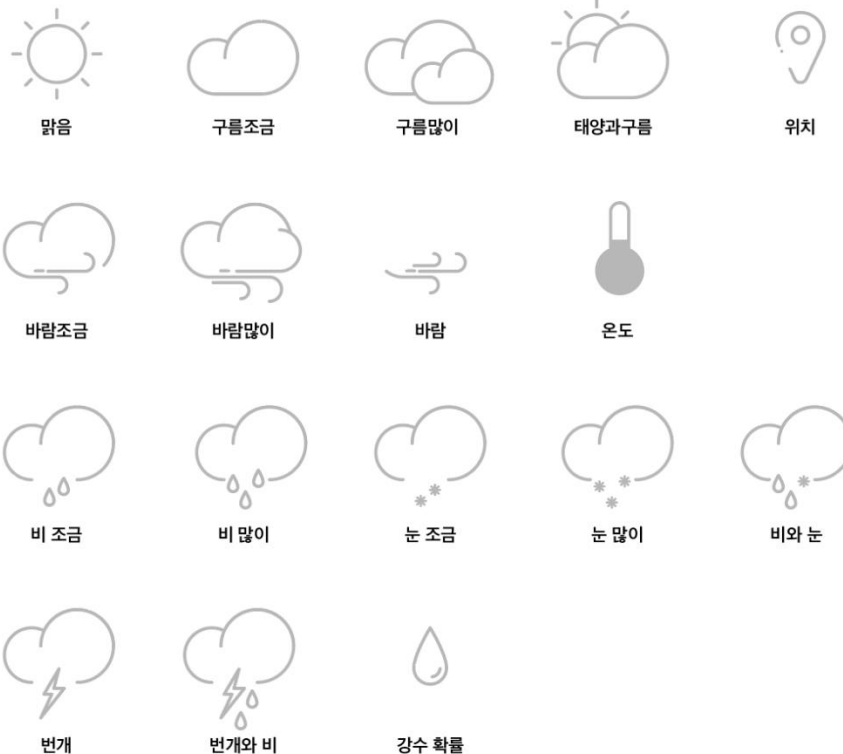 맑음
구름조금
구름많이
태양과구름
위치
바람조금
바람많이
바람
온도
비 조금
비 많이
눈 조금
눈 많이
비와 눈
번개
번개와 비
강수 확률